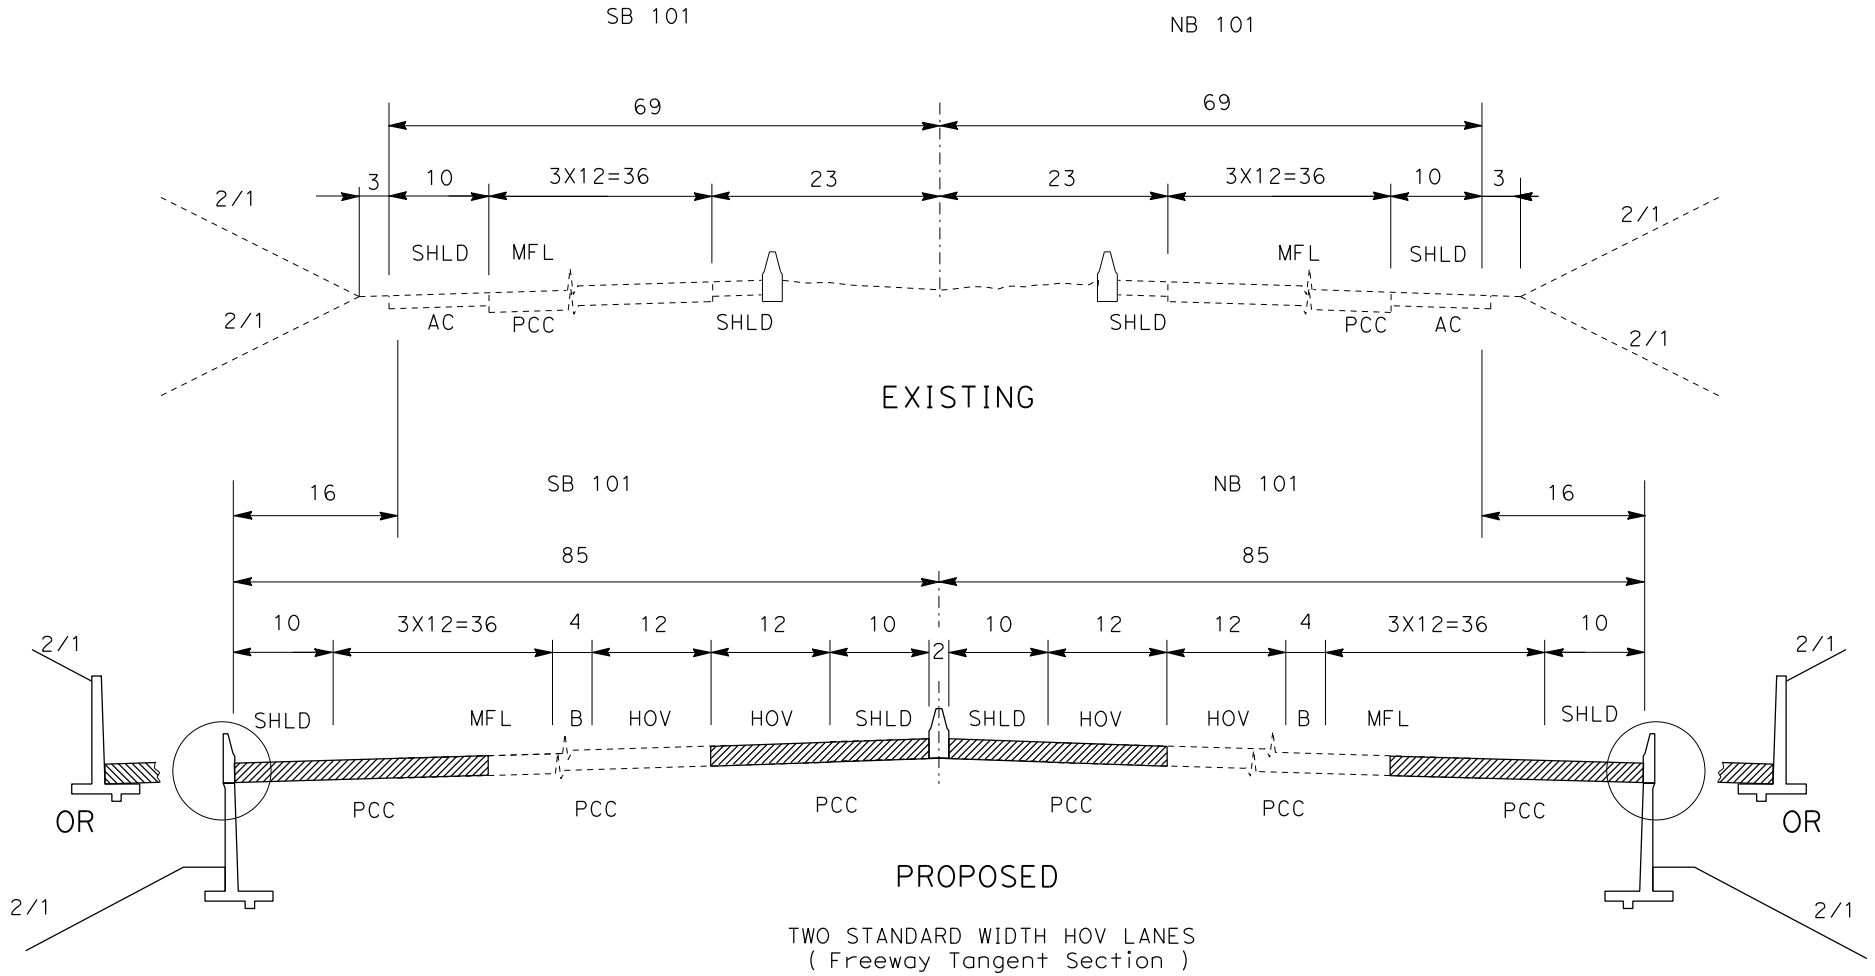 SB 101 NB 101
69 69
3 10 3X12=36 23 23 3X12=36 10 3
2/1 2/1
SHLD MFL MFL SHLD
2/1 AC PCC SHLD SHLD PCC AC 2/1
EXISTING
SB 101 NB 101
16 16
85 85
10 3X12=36 4 12 12 10 2 10 12 12 4 3X12=36 10
2/1 2/1
SHLD MFL B HOV HOV SHLD SHLD HOV HOV B MFL SHLD
PCC PCC PCC PCC PCC PCC
OR OR
PROPOSED
2/1 2/1
TWO STANDARD WIDTH HOV LANES
( Freeway Tangent Section )